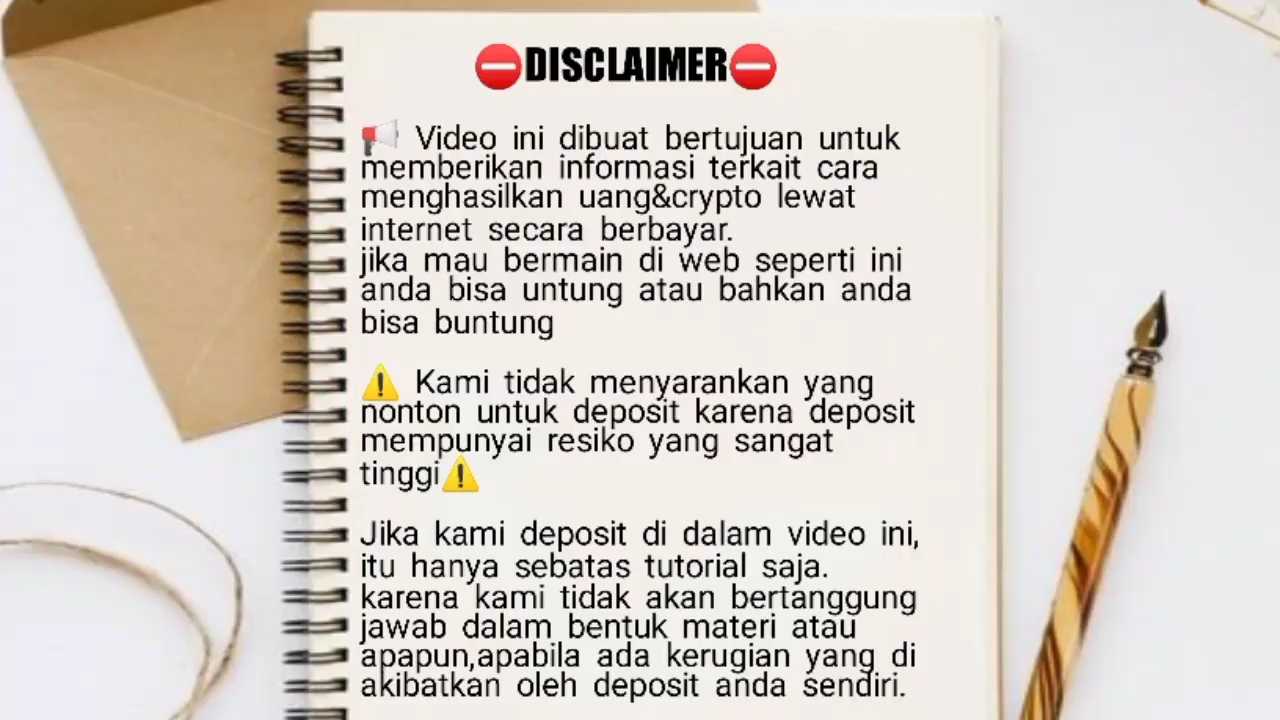 ⛔DISCLAIMER⛔
📢 Video ini dibuat bertujuan untuk
memberikan informasi terkait cara
menghasilkan uang&crypto lewat
internet secara berbayar.
jika mau bermain di web seperti ini
anda bisa untung atau bahkan anda
bisa buntung
⚠️ Kami tidak menyarankan yang
nonton untuk deposit karena deposit
mempunyai resiko yang sangat
tinggi⚠️
Jika kami deposit di dalam video ini,
itu hanya sebatas tutorial saja.
karena kami tidak akan bertanggung
jawab dalam bentuk materi atau
apapun,apabila ada kerugian yang di
akibatkan oleh deposit anda sendiri.